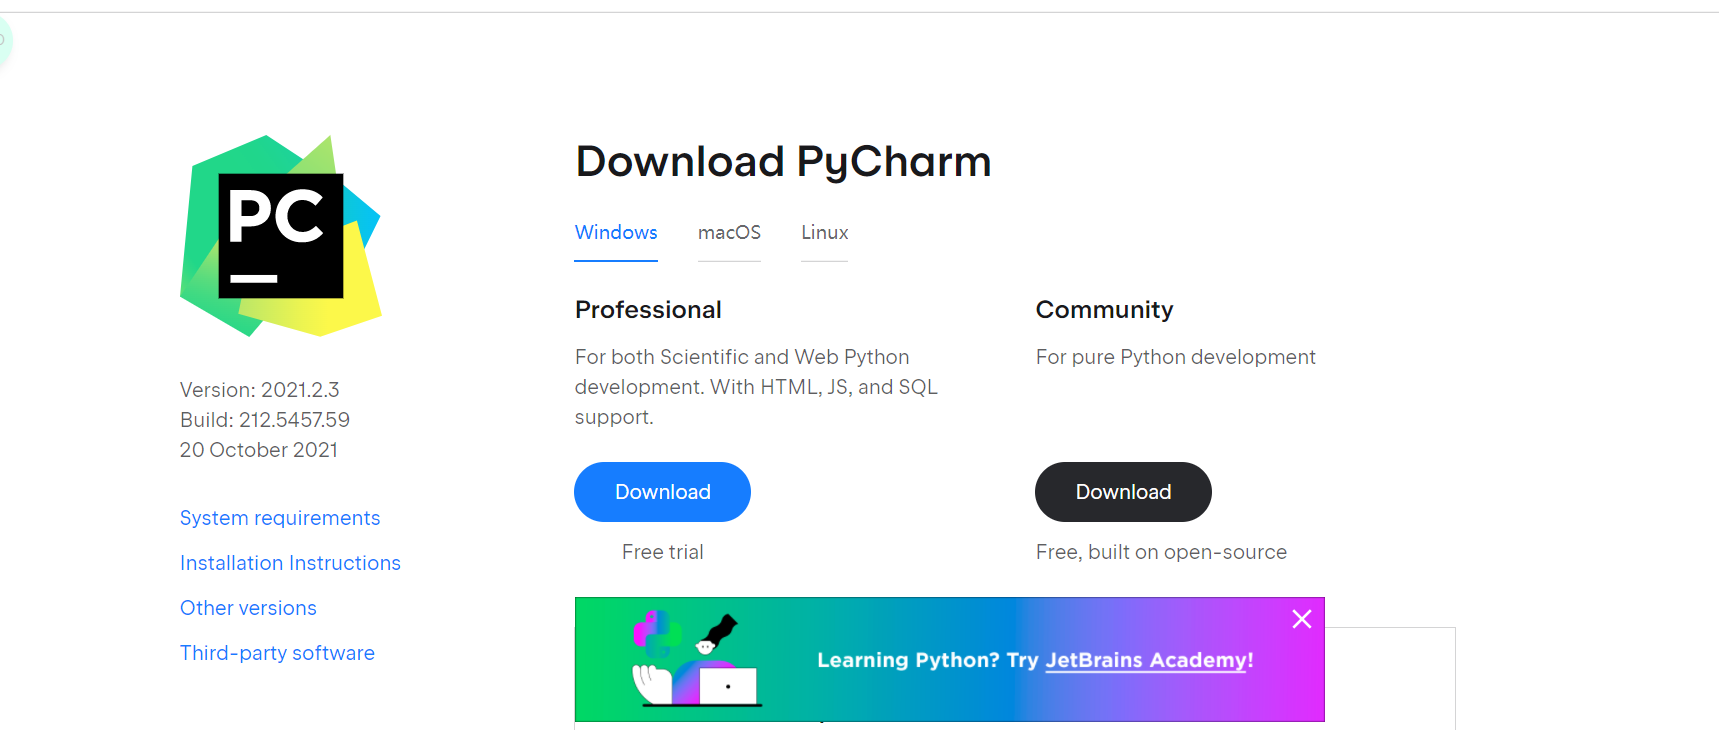 PC
Version: 2021.2.3
Build: 212.5457.59
20 October 2021
System requirements
Installation Instructions
Other versions
Third-party software
Download PyCharm
Windows
macOS
Linux
Professional
For both Scientific and Web Python
development. With HTML, JS, and SQL
support.
Download
Free trial
Community
For pure Python development
Download
Free, built on open-source
Learning Python? Try JetBrains Academy!